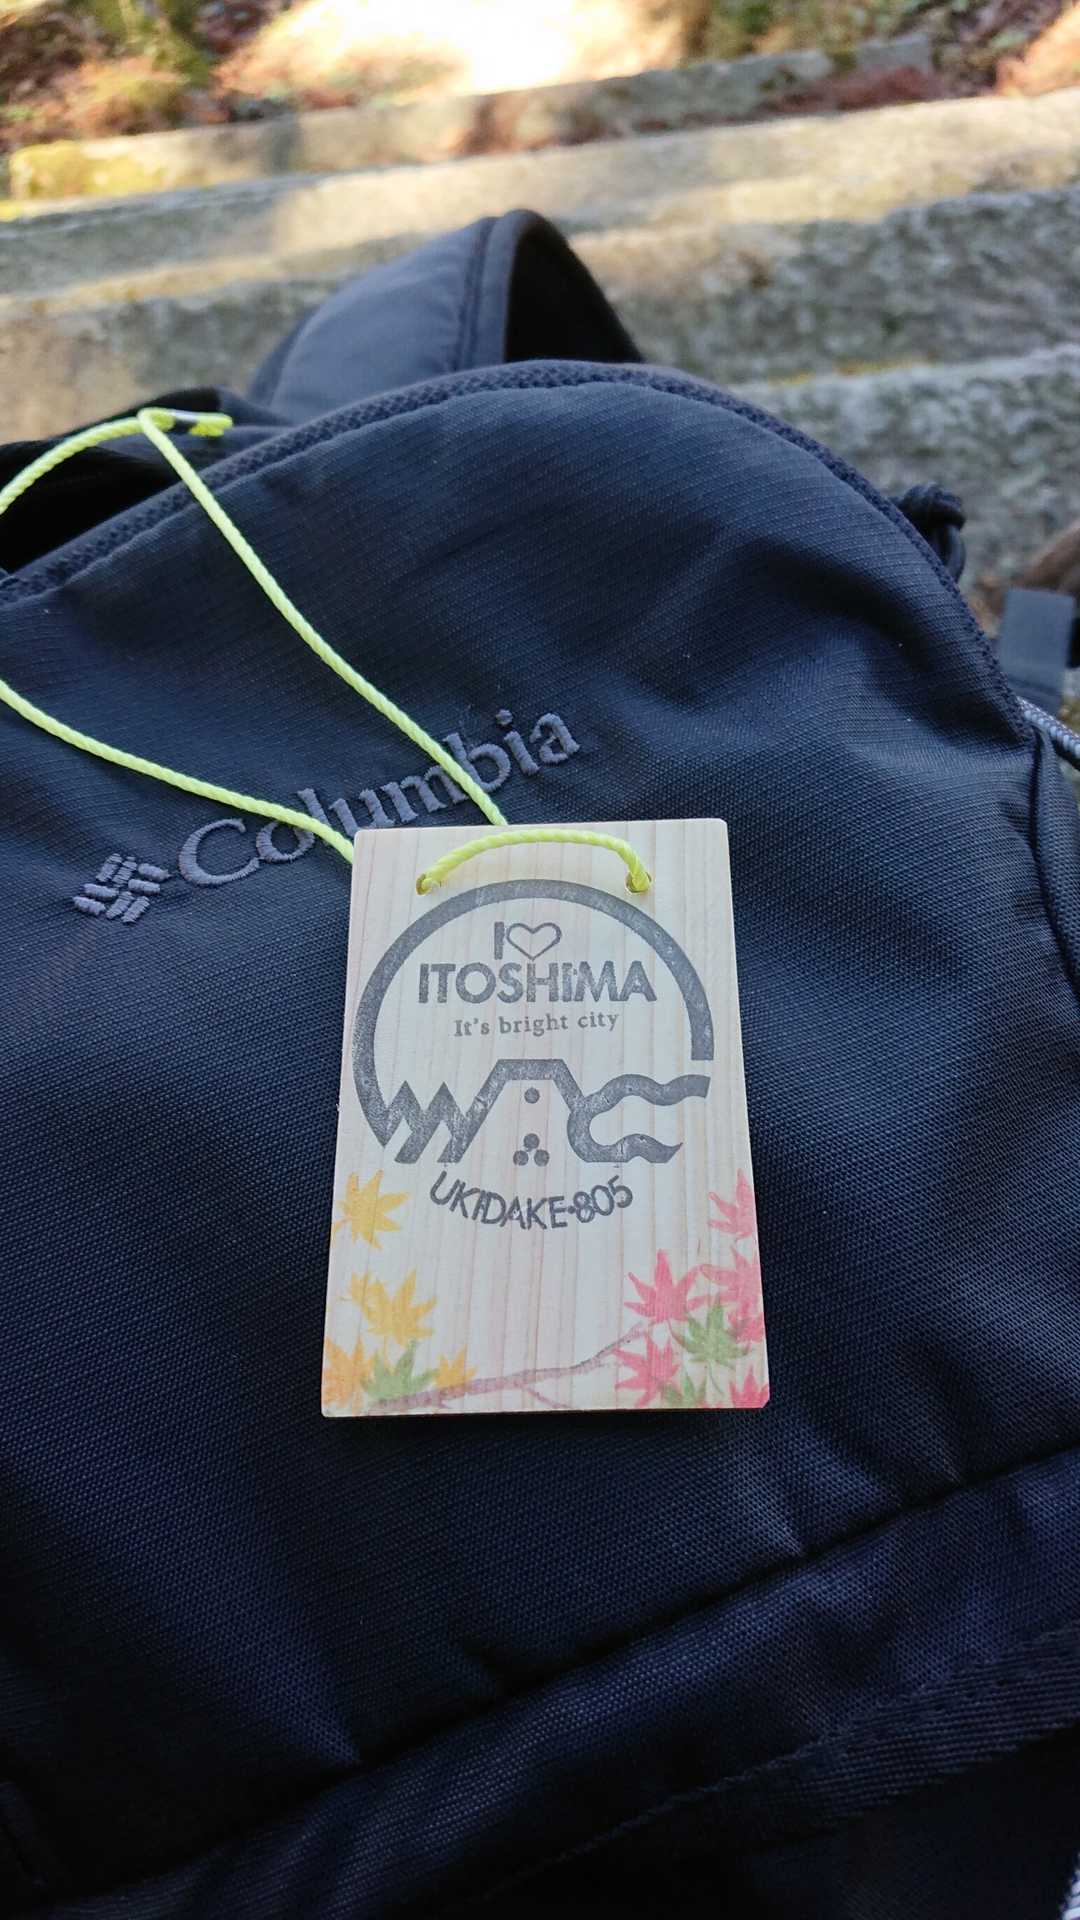 Columbia
I♡
ITOSHIMA
It's bright city
UKIDAKE・805